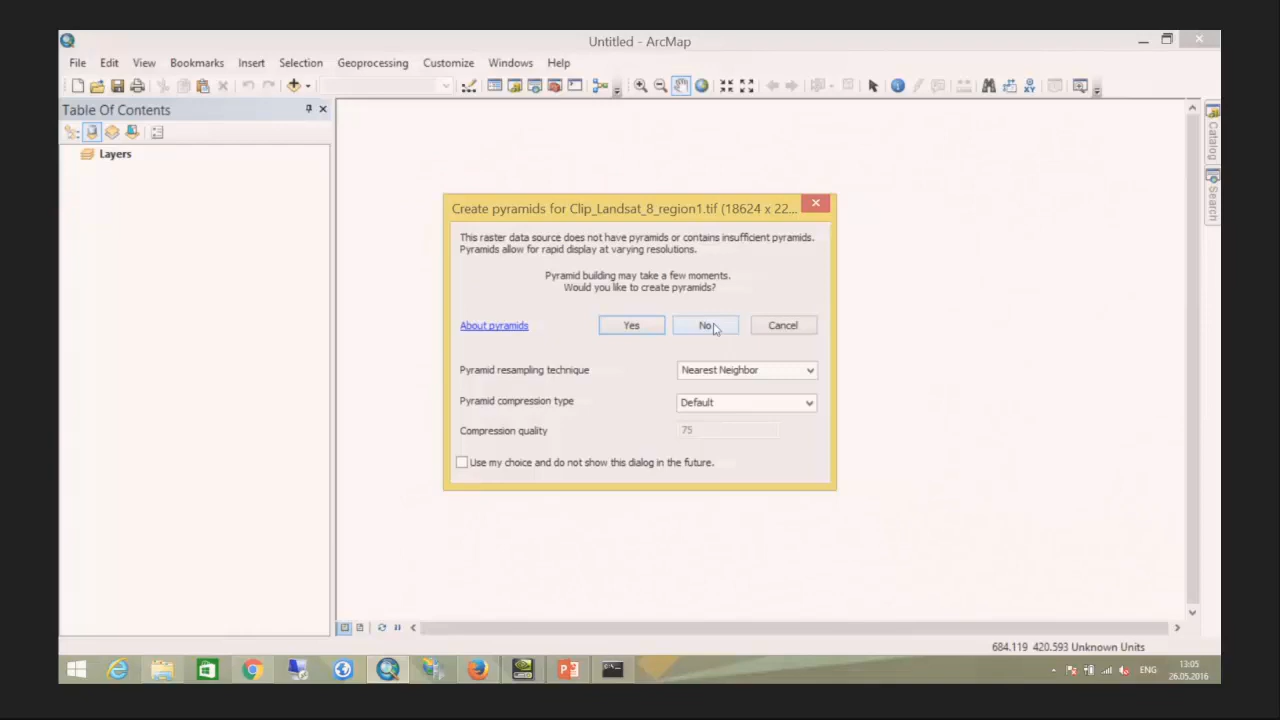 Untitled - ArcMap
File Edit View Bookmarks Insert Selection Geoprocessing Customize Windows Help
Table Of Contents
Layers
Create pyramids for Clip_Landsat_8_region1.tif (18624 x 22...
This raster data source does not have pyramids or contains insufficient pyramids.
Pyramids allow for rapid display at varying resolutions.
Pyramid building may take a few moments.
Would you like to create pyramids?
About pyramids Yes No Cancel
Pyramid resampling technique Nearest Neighbor
Pyramid compression type Default
Compression quality 75
Use my choice and do not show this dialog in the future.
Catalog
Search
684.119 420.593 Unknown Units
ENG
13:05
26.05.2016